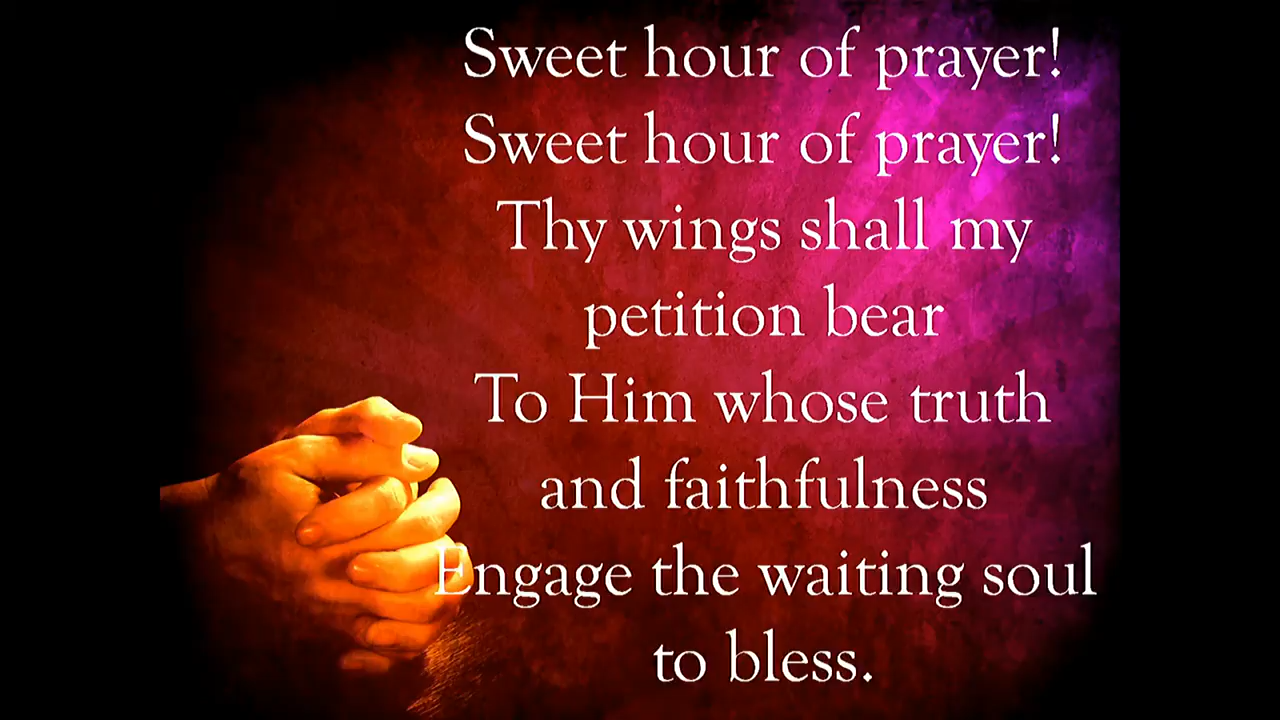 Sweet hour of prayer!
Sweet hour of prayer!
Thy wings shall my
petition bear
To Him whose truth
and faithfulness
Engage the waiting soul
to bless.